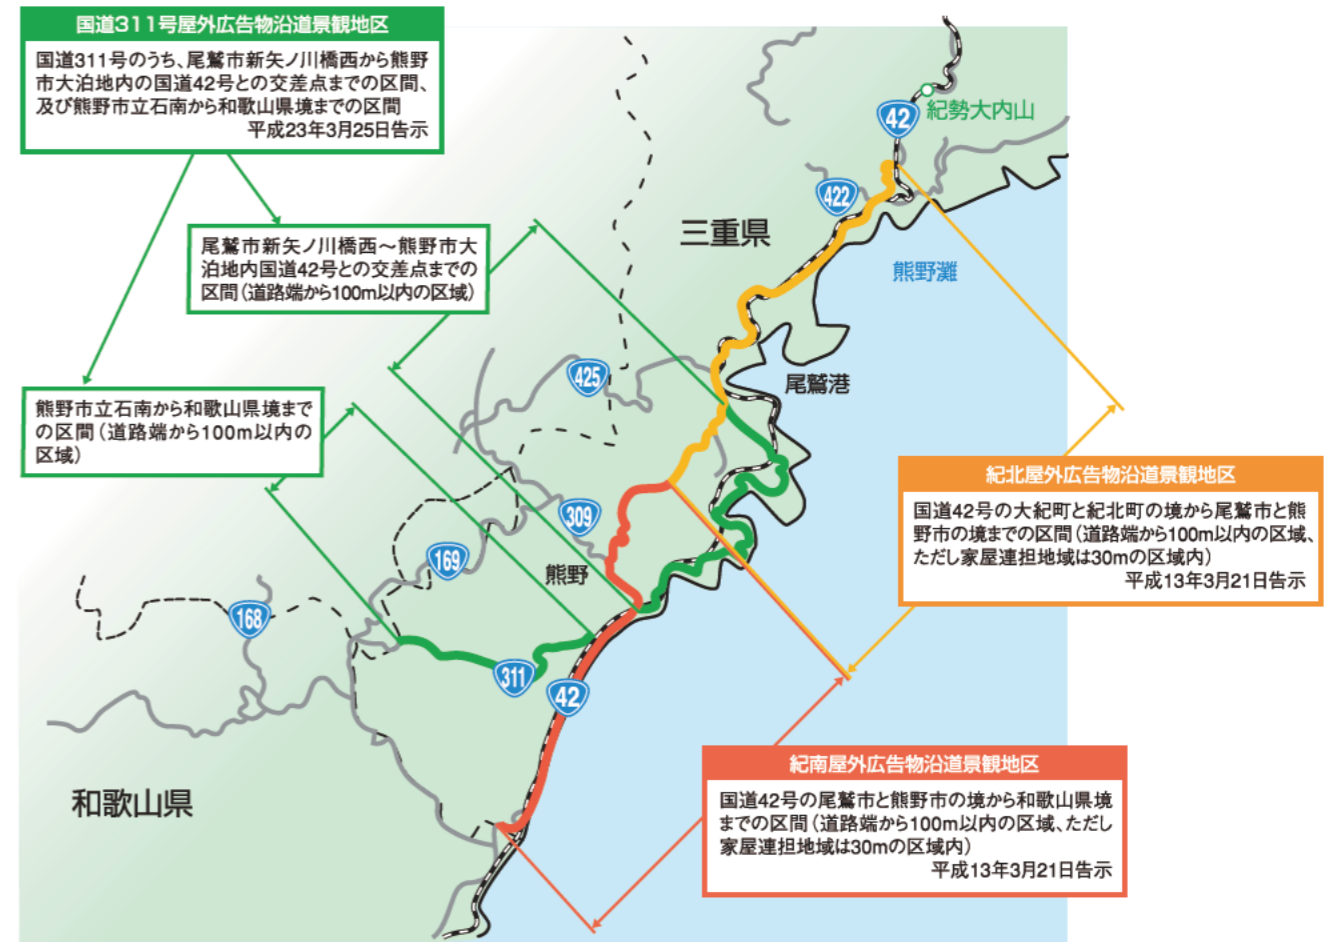 国道311号屋外広告物沿道景観地区
国道311号のうち、尾鷲市新矢ノ川橋西から熊野
市大泊地内の国道42号との交差点までの区間、
及び熊野市立石南から和歌山県境までの区間
平成23年3月25日告示
尾鷲市新矢ノ川橋西～熊野市大
泊地内国道42号との交差点までの
区間（道路端から100m以内の区域）
熊野市立石南から和歌山県境まで
の区間（道路端から100m以内の
区域）
42
紀勢大内山
422
三重県
熊野灘
425
尾鷲港
309
169
熊野
168
311
42
和歌山県
紀北屋外広告物沿道景観地区
国道42号の大紀町と紀北町の境から尾鷲市と熊
野市の境までの区間（道路端から100m以内の区域、
ただし家屋連担地域は30mの区域内）
平成13年3月21日告示
紀南屋外広告物沿道景観地区
国道42号の尾鷲市と熊野市の境から和歌山県境
までの区間（道路端から100m以内の区域、ただし
家屋連担地域は30mの区域内）
平成13年3月21日告示